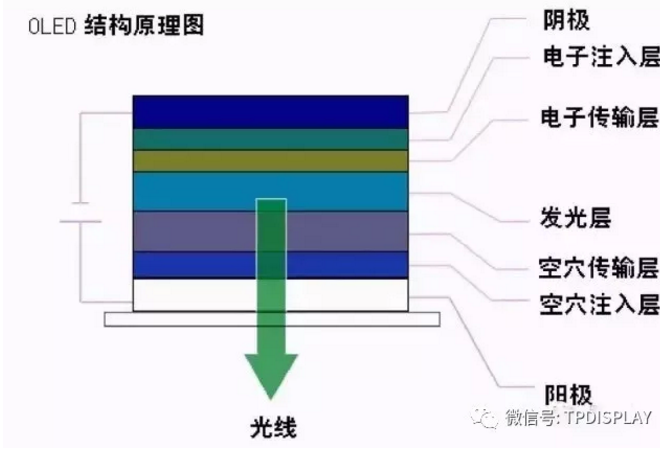 OLED 结构原理图
阴极
电子注入层
电子传输层
发光层
空穴传输层
空穴注入层
阳极
光线
微信号: TPDISPLAY